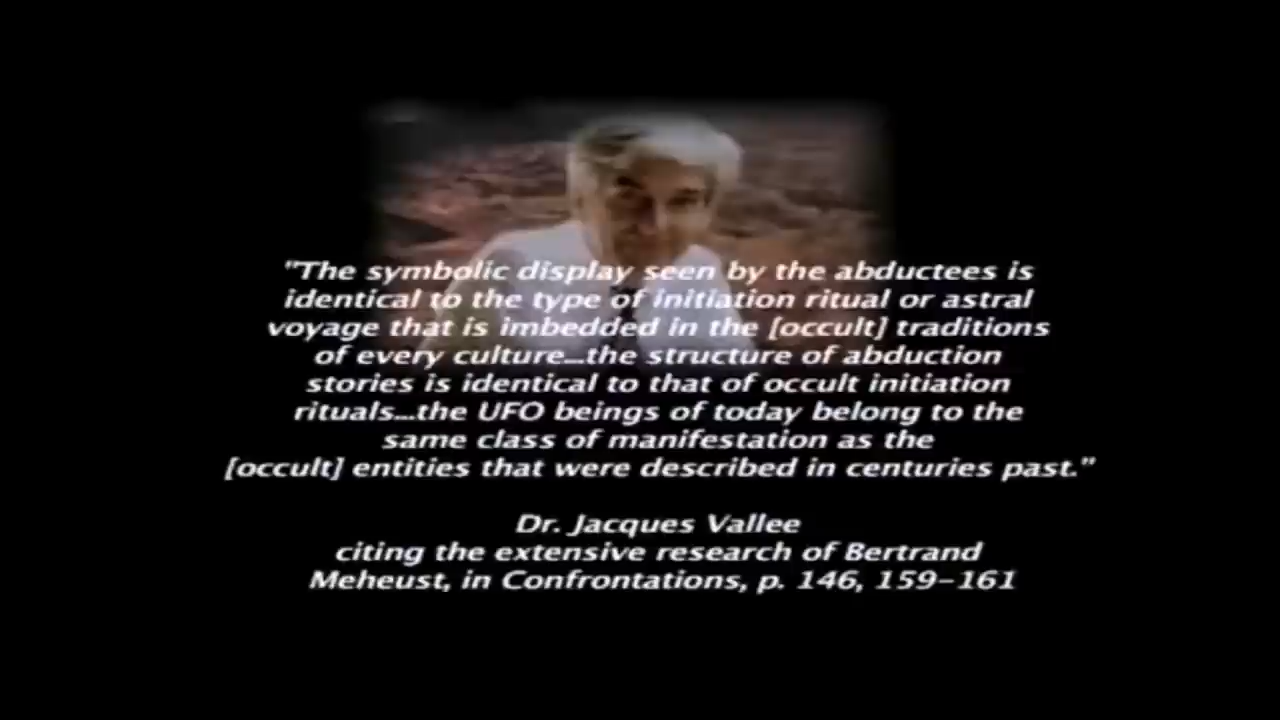 "The symbolic display seen by the abductees is
identical to the type of initiation ritual or astral
voyage that is imbedded in the [occult] traditions
of every culture...the structure of abduction
stories is identical to that of occult initiation
rituals...the UFO beings of today belong to the
same class of manifestation as the
[occult] entities that were described in centuries past."
Dr. Jacques Vallee
citing the extensive research of Bertrand
Meheust, in Confrontations, p. 146, 159-161